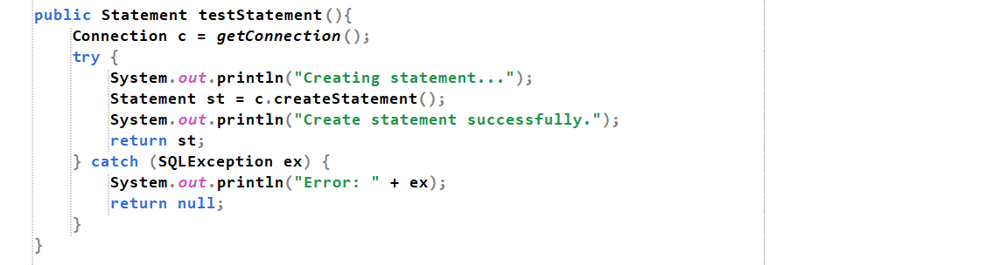 public Statement testStatement(){
    Connection c = getConnection();
    try {
        System.out.println("Creating statement...");
        Statement st = c.createStatement();
        System.out.println("Create statement successfully.");
        return st;
    } catch (SQLException ex) {
        System.out.println("Error: " + ex);
        return null;
    }
}